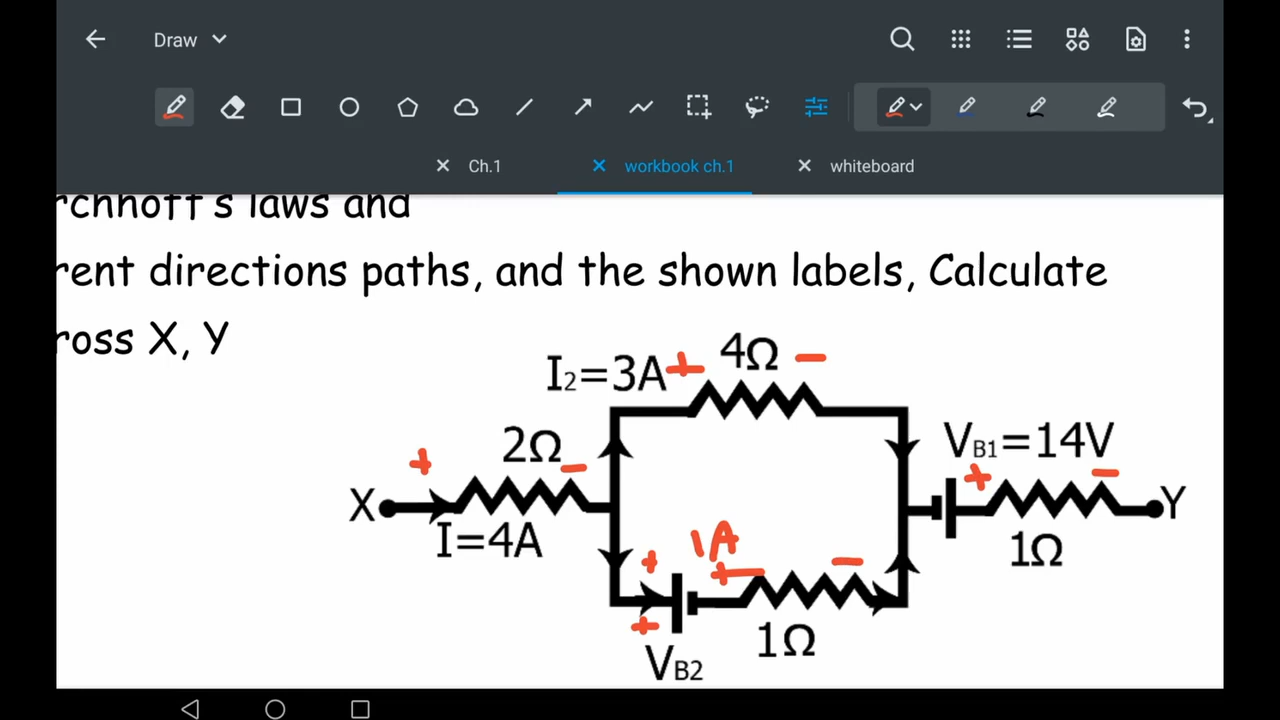 Draw
Ch.1
workbook ch.1
whiteboard
rchhoff's laws and
rent directions paths, and the shown labels, Calculate
ross X, Y
I2=3A + 4Ω −
+ 2Ω − VB1=14V
X + − Y
I=4A 1A 1Ω
+ + −
+ 1Ω
VB2